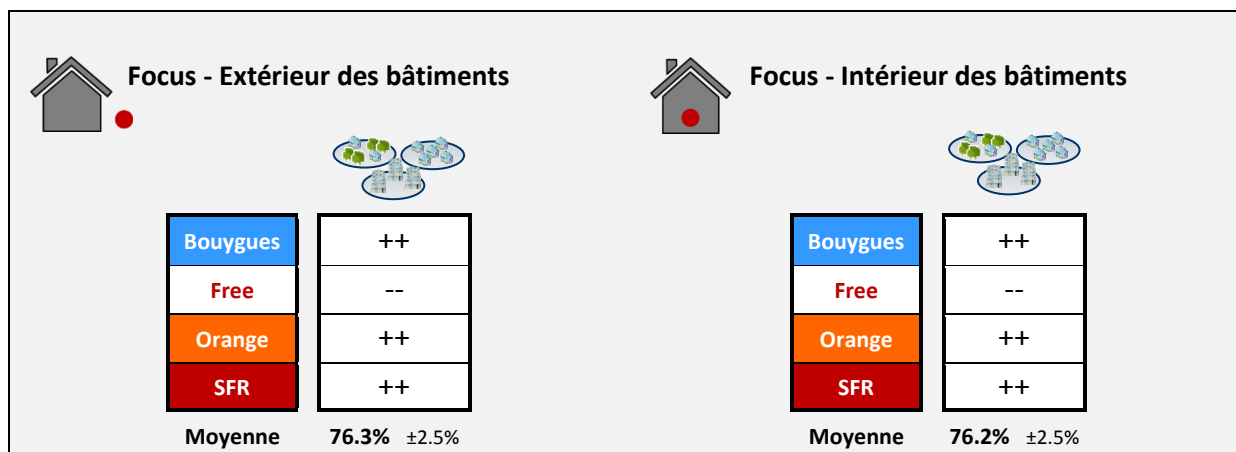 Focus - Extérieur des bâtiments
Bouygues ++
Free --
Orange ++
SFR ++
Moyenne 76.3% ±2.5%
Focus - Intérieur des bâtiments
Bouygues ++
Free --
Orange ++
SFR ++
Moyenne 76.2% ±2.5%